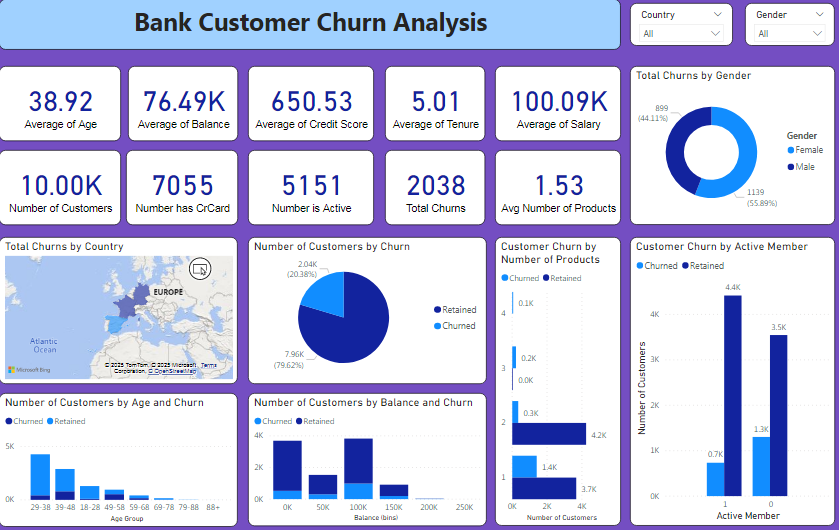 Bank Customer Churn Analysis
Country
All
Gender
All
38.92
Average of Age
76.49K
Average of Balance
650.53
Average of Credit Score
5.01
Average of Tenure
100.09K
Average of Salary
10.00K
Number of Customers
7055
Number has CrCard
5151
Number is Active
2038
Total Churns
1.53
Avg Number of Products
Total Churns by Gender
899
(44.11%)
1139
(55.89%)
Gender
Female
Male
Total Churns by Country
EUROPE
Atlantic
Ocean
Microsoft Bing
© 2025 TomTom, © 2025 Microsoft Corporation, © OpenStreetMap Terms
Number of Customers by Churn
2.04K
(20.38%)
7.96K
(79.62%)
Retained
Churned
Customer Churn by
Number of Products
Churned Retained
4
0.1K
3
0.2K
0.0K
2
0.3K
4.2K
1
1.4K
3.7K
0K 2K 4K
Number of Customers
Customer Churn by Active Member
Churned Retained
Number of Customers
4K
3K
2K
1K
0K
0.7K
4.4K
1.3K
3.5K
1 0
Active Member
Number of Customers by Age and Churn
Churned Retained
5K
0K
29-38 39-48 18-28 49-58 59-68 69-78 79-88 88+
Age Group
Number of Customers by Balance and Churn
Churned Retained
4K
2K
0K
0K 50K 100K 150K 200K 250K
Balance (bins)